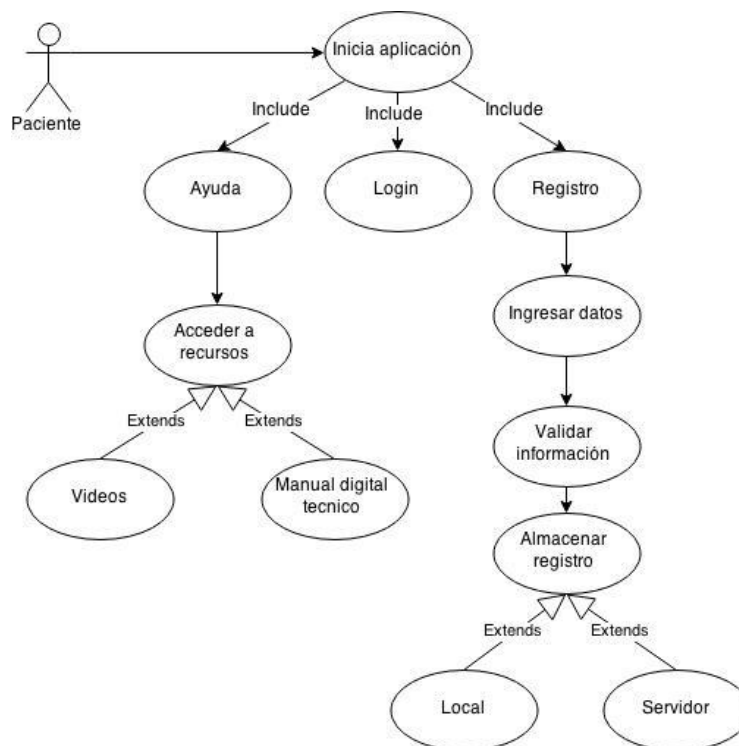 Inicia aplicación
Paciente
Include
Include
Include
Ayuda
Login
Registro
Acceder a
recursos
Ingresar datos
Extends
Extends
Validar
información
Videos
Manual digital
tecnico
Almacenar
registro
Extends
Extends
Local
Servidor